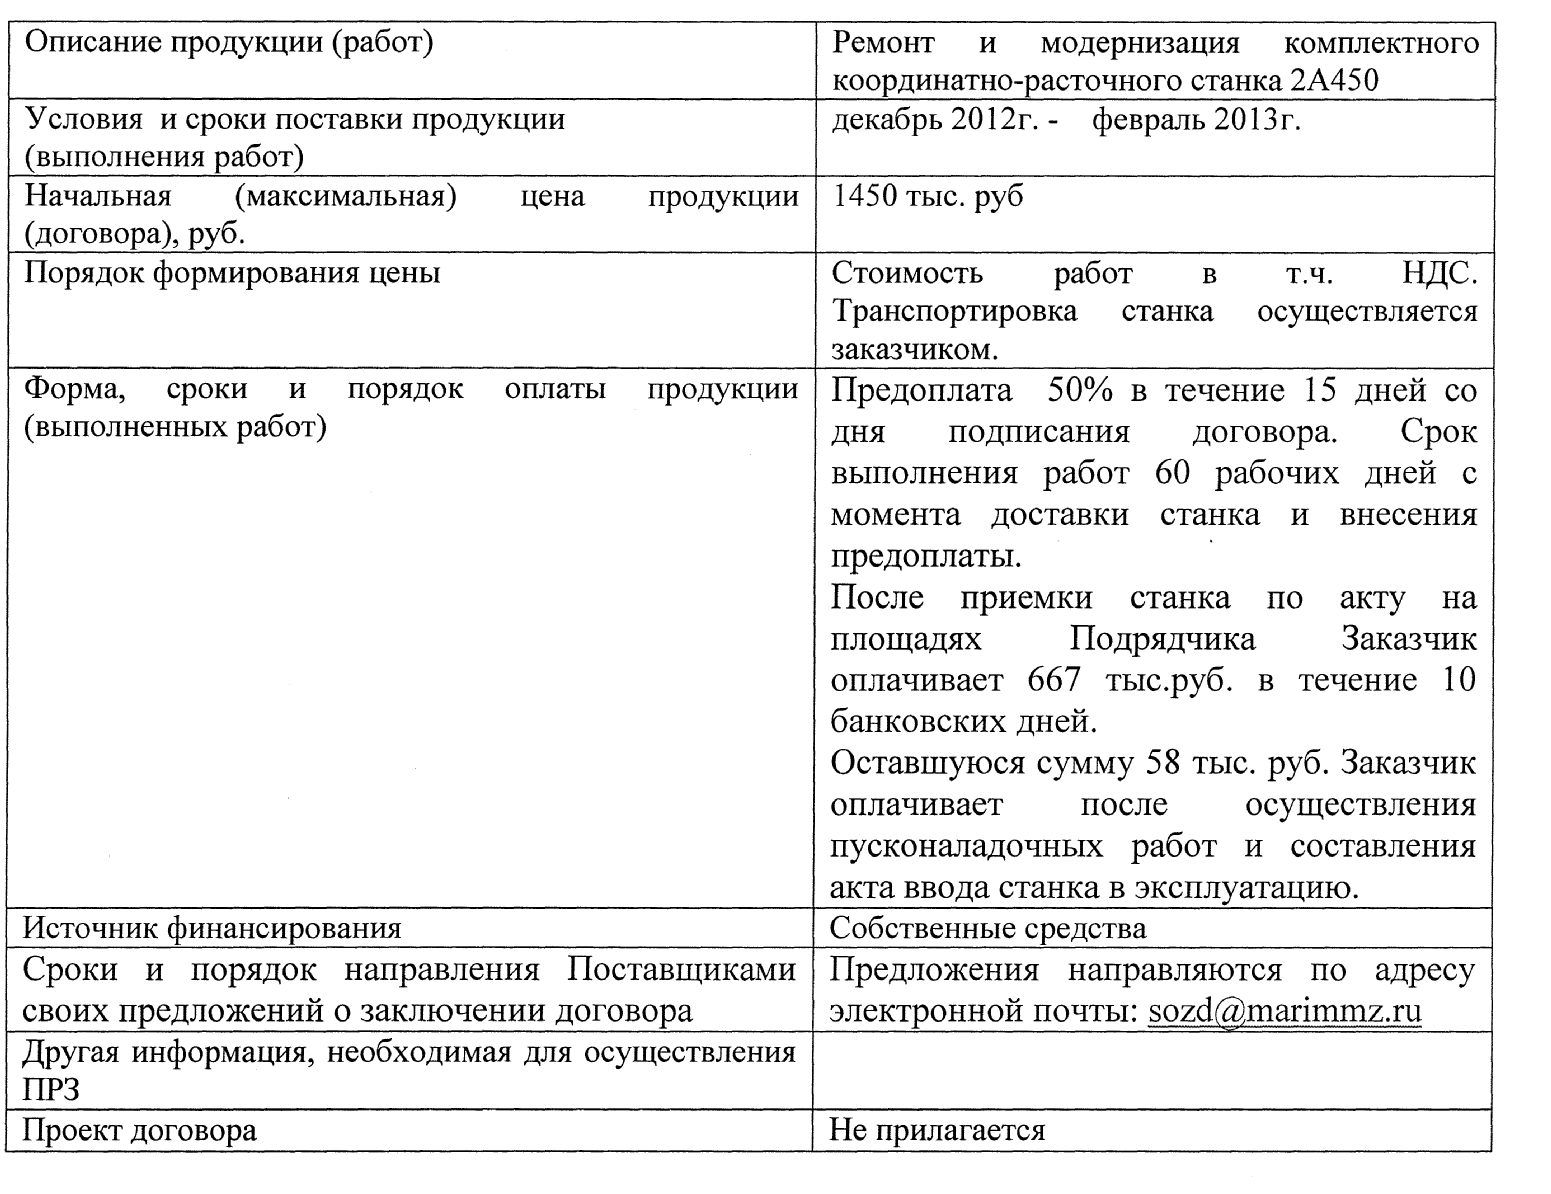 Описание продукции (работ)
Ремонт и модернизация комплектного
координатно-расточного станка 2А450
Условия и сроки поставки продукции
(выполнения работ)
декабрь 2012г. - февраль 2013г.
Начальная (максимальная) цена продукции
(договора), руб.
1450 тыс. руб
Порядок формирования цены
Стоимость работ в т.ч. НДС.
Транспортировка станка осуществляется
заказчиком.
Форма, сроки и порядок оплаты продукции
(выполненных работ)
Предоплата 50% в течение 15 дней со
дня подписания договора. Срок
выполнения работ 60 рабочих дней с
момента доставки станка и внесения
предоплаты.
После приемки станка по акту на
площадях Подрядчика Заказчик
оплачивает 667 тыс.руб. в течение 10
банковских дней.
Оставшуюся сумму 58 тыс. руб. Заказчик
оплачивает после осуществления
пусконаладочных работ и составления
акта ввода станка в эксплуатацию.
Источник финансирования
Собственные средства
Сроки и порядок направления Поставщиками
своих предложений о заключении договора
Предложения направляются по адресу
электронной почты: sozd@marimmz.ru
Другая информация, необходимая для осуществления
ПРЗ
Проект договора
Не прилагается